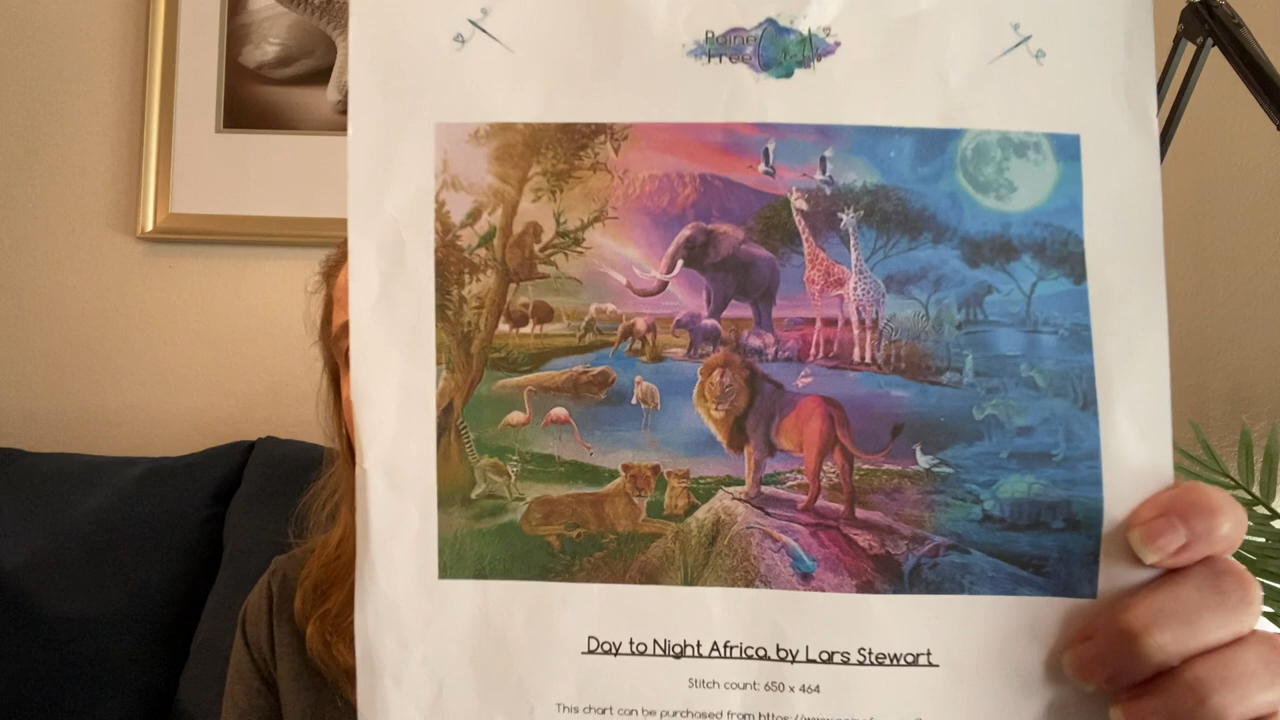 Paine
Free Crafts
Day to Night Africa, by Lars Stewart
Stitch count: 650 x 464
This chart can be purchased from